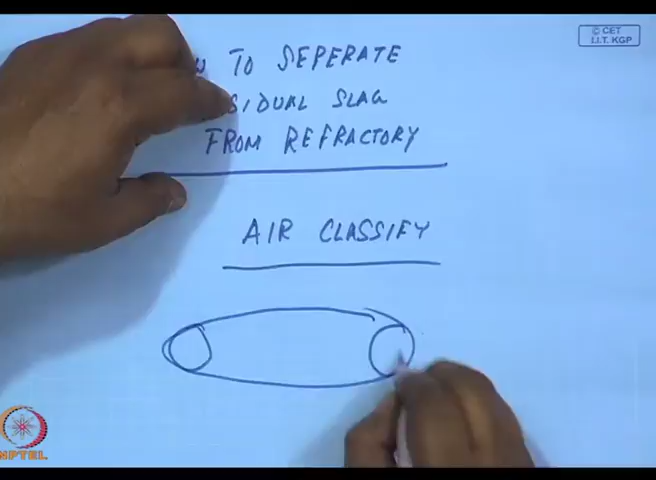 © CET
I.I.T. KGP
TO SEPERATE
SIDUAL SLAG
FROM REFRACTORY
AIR CLASSIFY
NPTEL